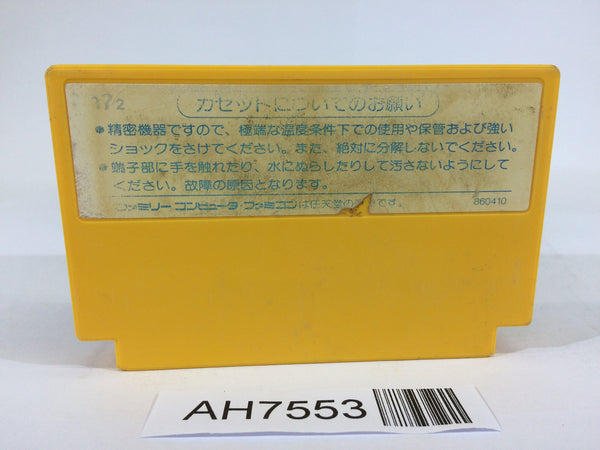 カセットについてのお願い
●精密機器ですので、極端な温度条件下での使用や保管および強い
ショックをさけてください。また、絶対に分解しないでください。
●端子部に手を触れたり、水にぬらしたりして汚さないようにして
ください。故障の原因となります。
ファミリーコンピュータ・ファミコンは任天堂の です。
860410
AH7553